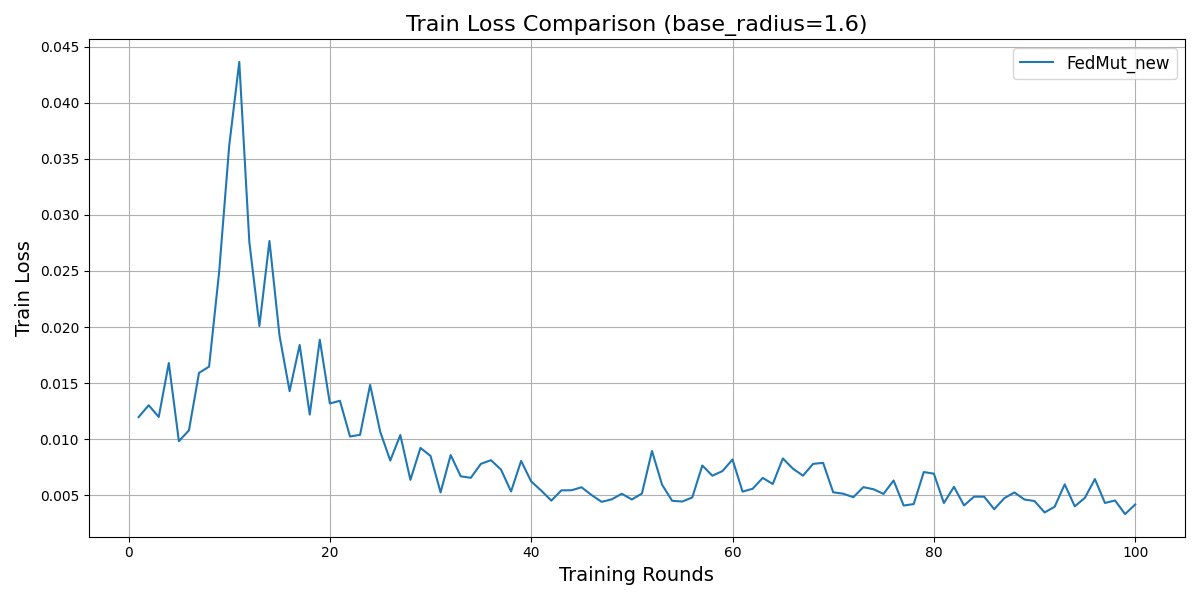 Train Loss Comparison (base_radius=1.6)
FedMut_new
Train Loss
0.045
0.040
0.035
0.030
0.025
0.020
0.015
0.010
0.005
0 20 40 60 80 100
Training Rounds